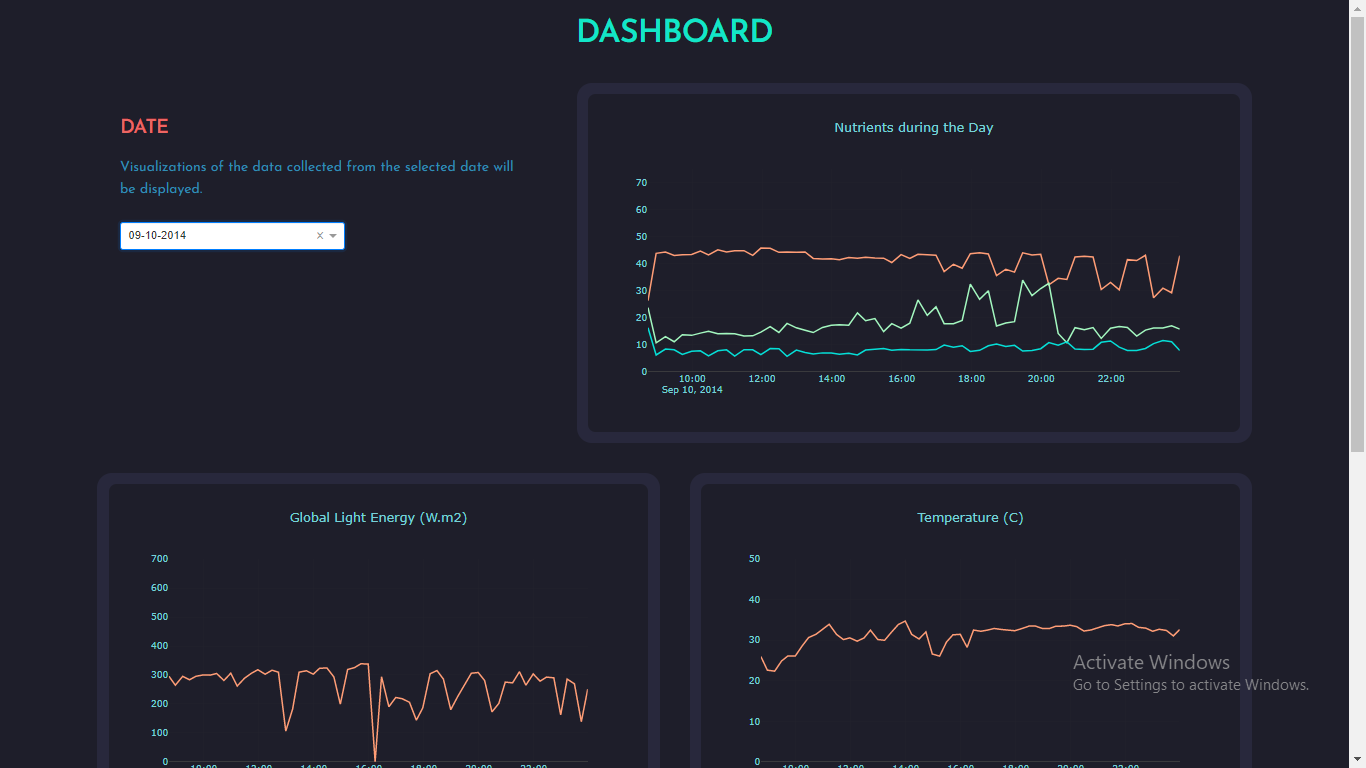 DASHBOARD
DATE
Visualizations of the data collected from the selected date will
be displayed.
09-10-2014
Nutrients during the Day
70
60
50
40
30
20
10
0
10:00 12:00 14:00 16:00 18:00 20:00 22:00
Sep 10, 2014
Global Light Energy (W.m2)
700
600
500
400
300
200
100
0
10:00 12:00 14:00 16:00 18:00 20:00 22:00
Temperature (C)
50
40
30
20
10
0
10:00 12:00 14:00 16:00 18:00 20:00 22:00
Activate Windows
Go to Settings to activate Windows.